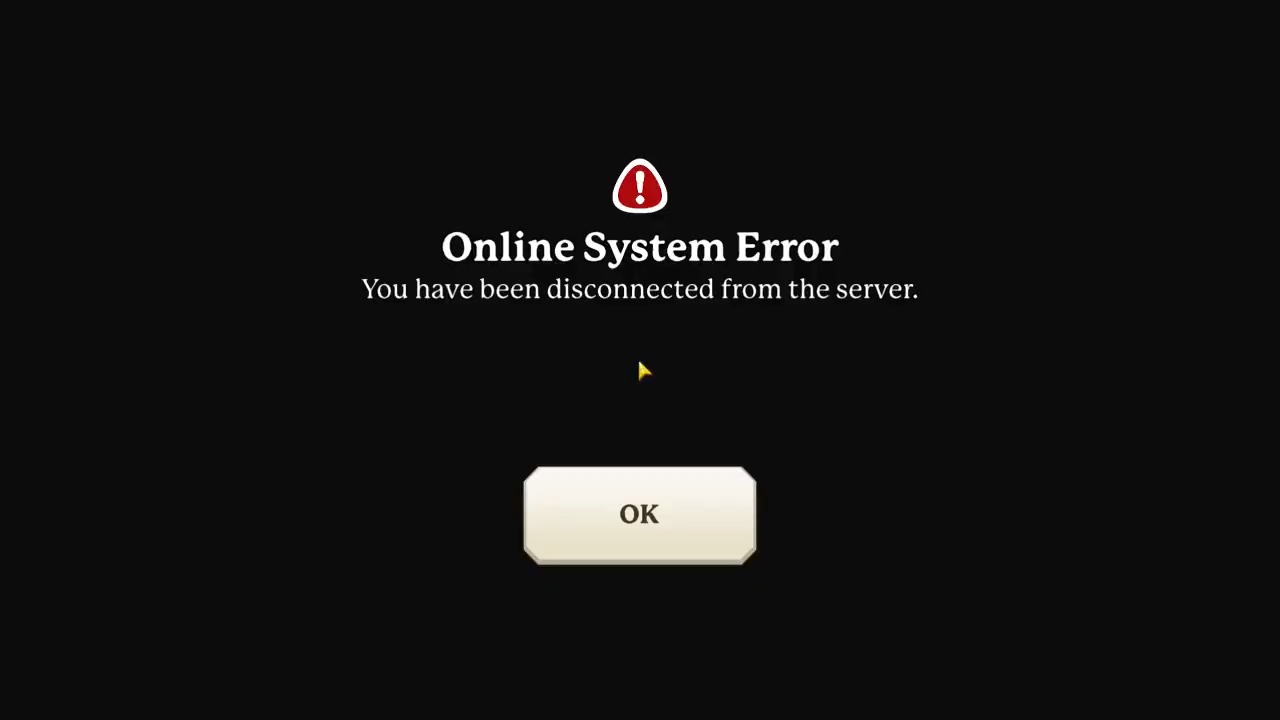 Online System Error
You have been disconnected from the server.
OK